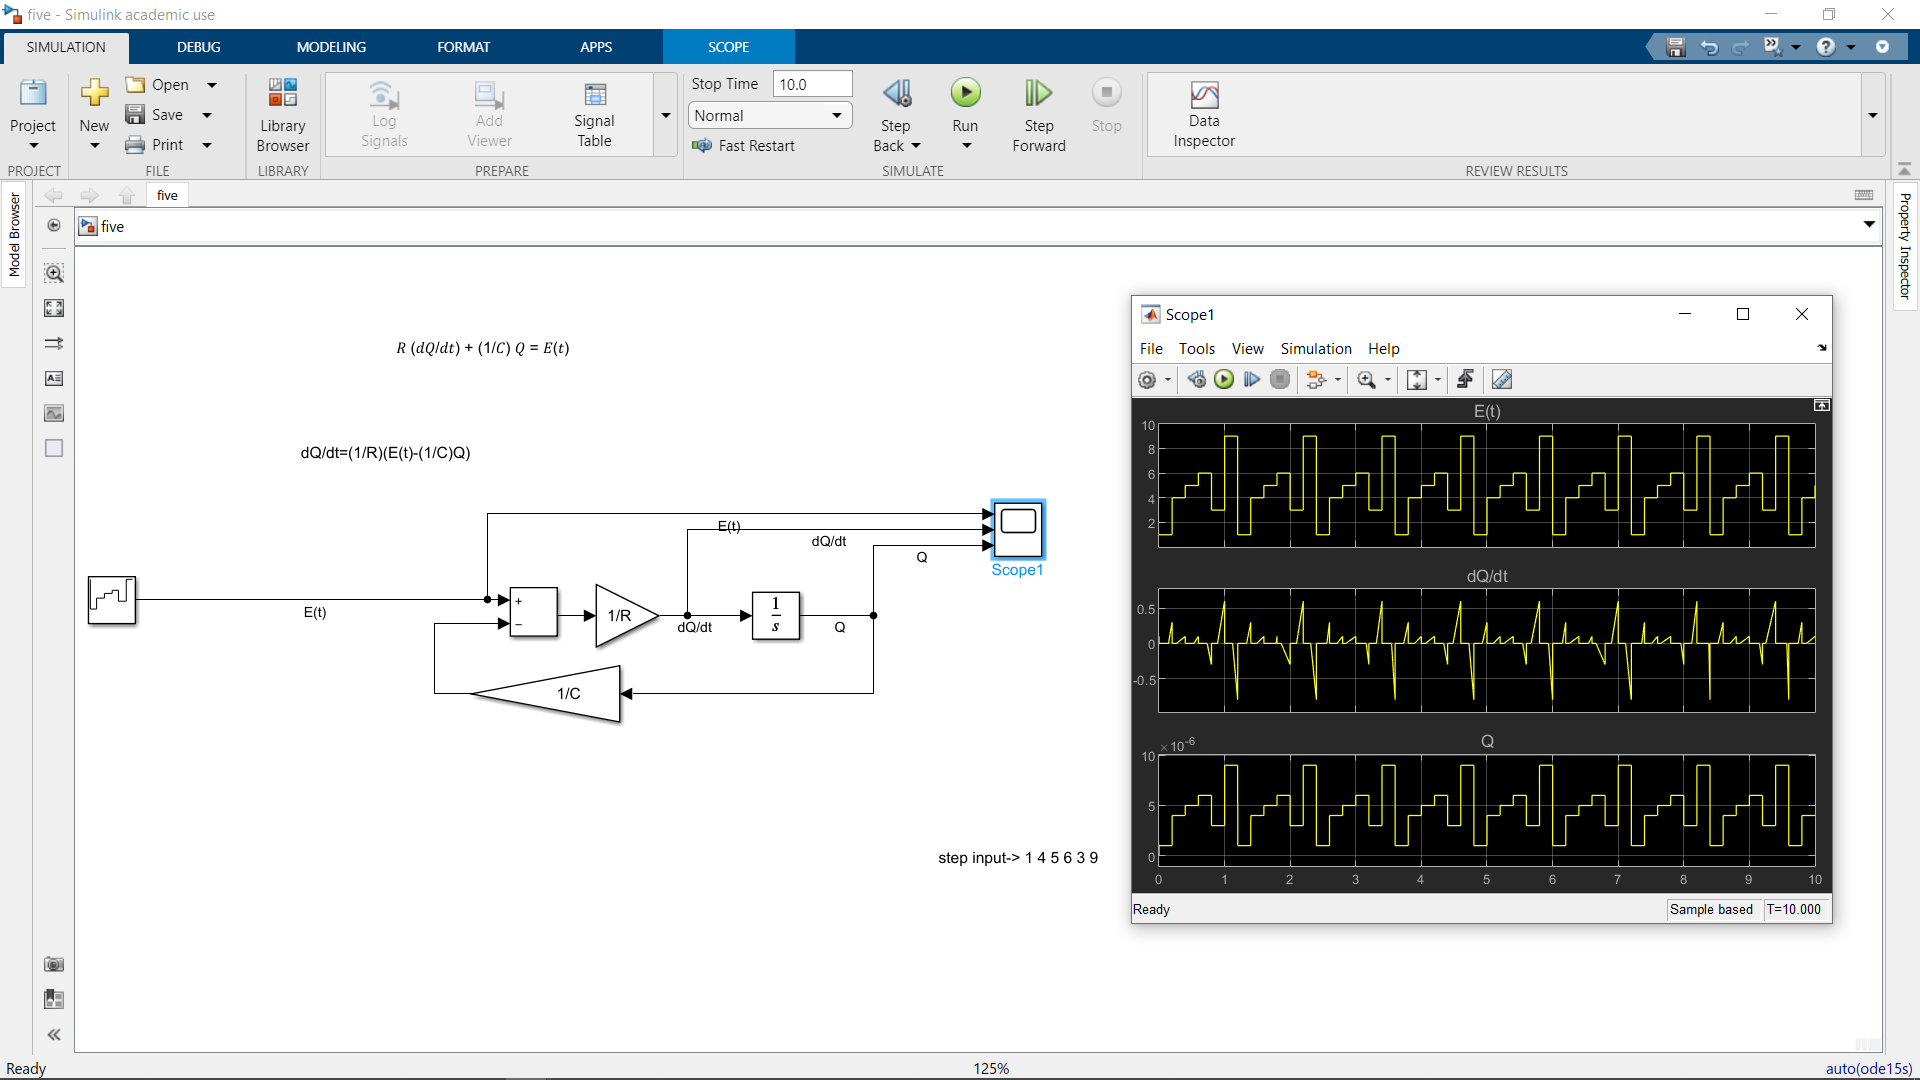 five - Simulink academic use
SIMULATION DEBUG MODELING FORMAT APPS SCOPE
Project
New
Open
Save
Print
Library
Browser
Log
Signals
Add
Viewer
Signal
Table
Stop Time 10.0
Normal
Fast Restart
Step
Back
Run
Step
Forward
Stop
Data
Inspector
PROJECT FILE LIBRARY PREPARE SIMULATE REVIEW RESULTS
Model Browser
five
five
Property Inspector
R (dQ/dt) + (1/C) Q = E(t)
dQ/dt=(1/R)(E(t)-(1/C)Q)
E(t)
dQ/dt
Q
Scope1
E(t)
+
−
1/R
dQ/dt
1
s
Q
1/C
step input-> 1 4 5 6 3 9
Scope1
File Tools View Simulation Help
E(t)
10
8
6
4
2
dQ/dt
0.5
0
-0.5
Q
×10-6
10
5
0
0 1 2 3 4 5 6 7 8 9 10
Ready Sample based T=10.000
Ready 125% auto(ode15s)